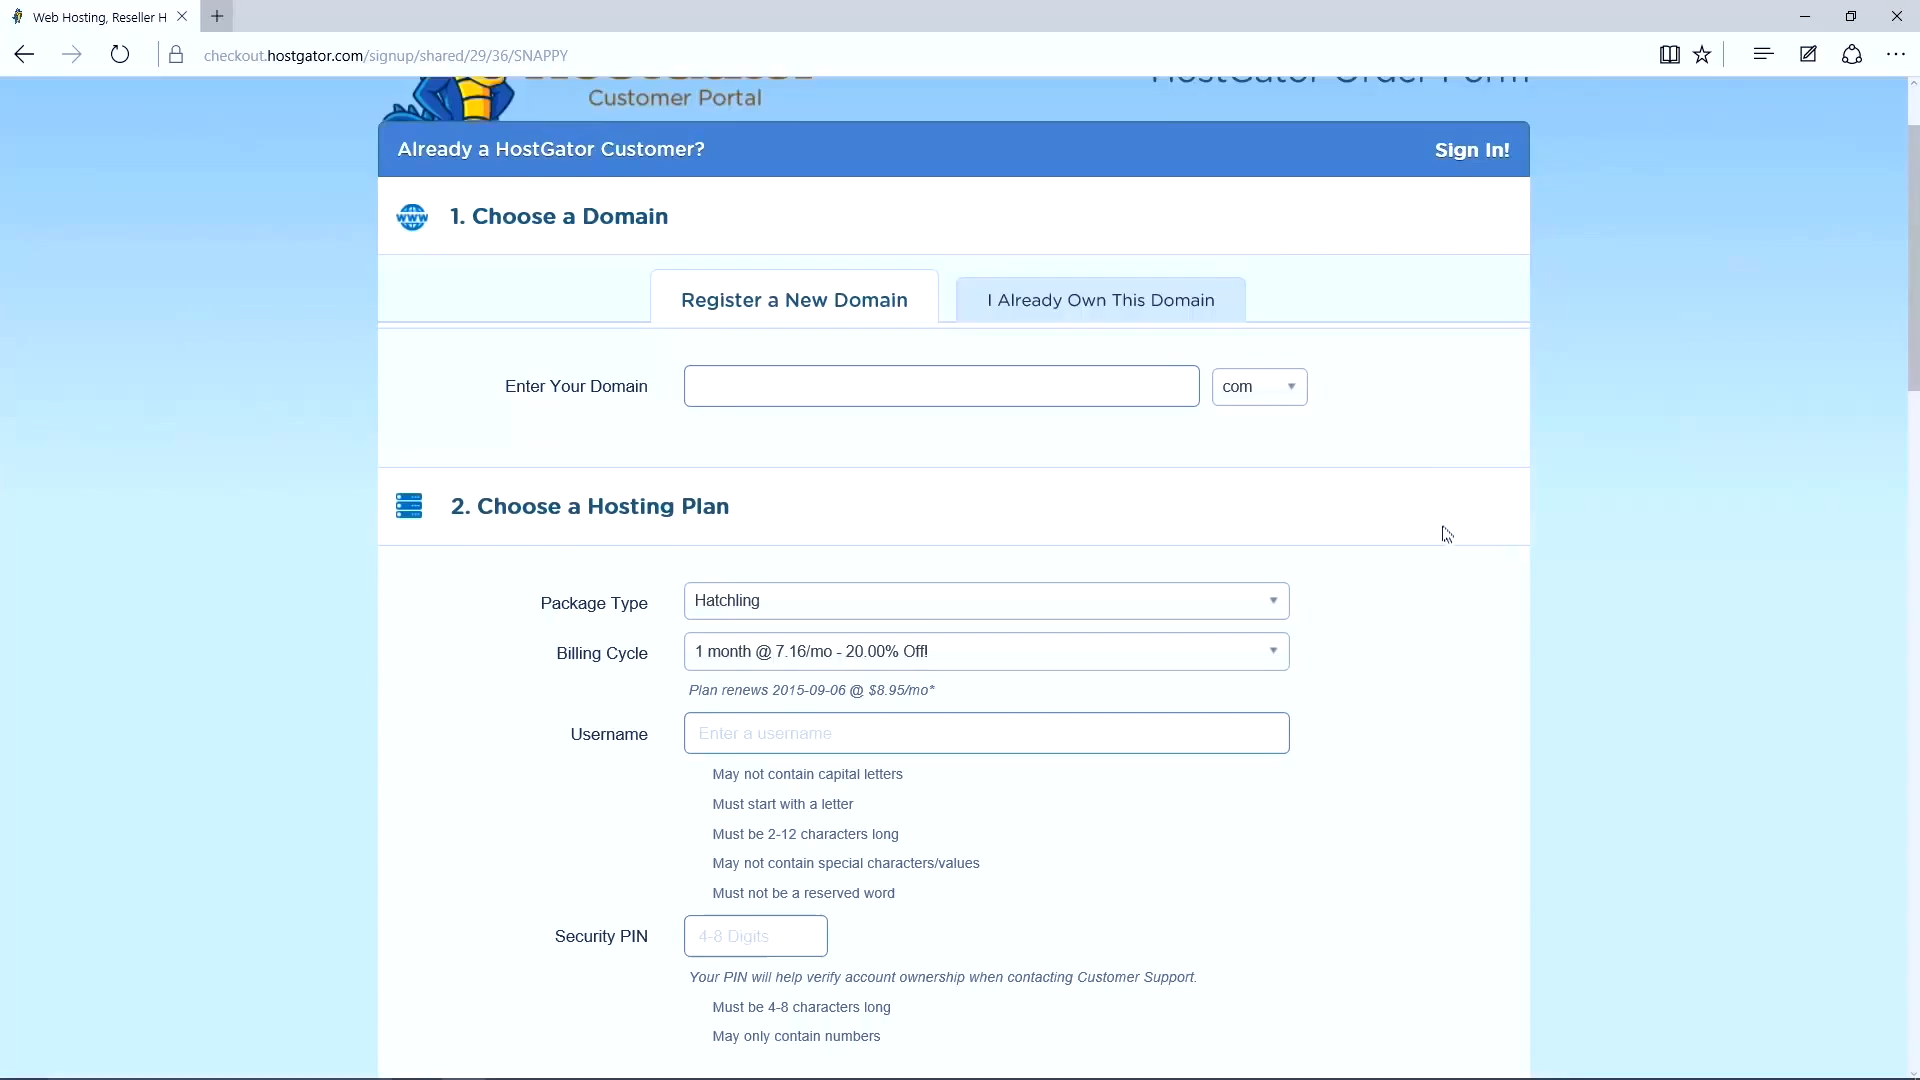 Web Hosting, Reseller H
checkout.hostgator.com/signup/shared/29/36/SNAPPY
HostGator Order Form
Customer Portal
Already a HostGator Customer?
Sign In!
www
1. Choose a Domain
Register a New Domain
I Already Own This Domain
Enter Your Domain
com
2. Choose a Hosting Plan
Package Type
Hatchling
Billing Cycle
1 month @ 7.16/mo - 20.00% Off!
Plan renews 2015-09-06 @ $8.95/mo*
Username
Enter a username
May not contain capital letters
Must start with a letter
Must be 2-12 characters long
May not contain special characters/values
Must not be a reserved word
Security PIN
4-8 Digits
Your PIN will help verify account ownership when contacting Customer Support.
Must be 4-8 characters long
May only contain numbers